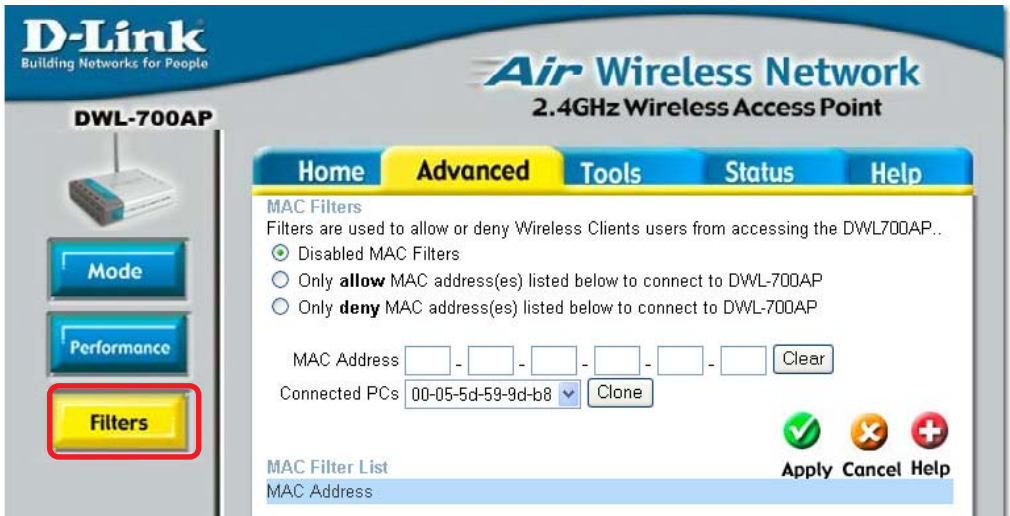 D-Link
Building Networks for People
Air Wireless Network
2.4GHz Wireless Access Point
DWL-700AP
Home Advanced Tools Status Help
MAC Filters
Filters are used to allow or deny Wireless Clients users from accessing the DWL700AP..
Disabled MAC Filters
Only allow MAC address(es) listed below to connect to DWL-700AP
Only deny MAC address(es) listed below to connect to DWL-700AP
MAC Address - - - - - Clear
Connected PCs 00-05-5d-59-9d-b8 Clone
Mode
Performance
Filters
Apply Cancel Help
MAC Filter List
MAC Address